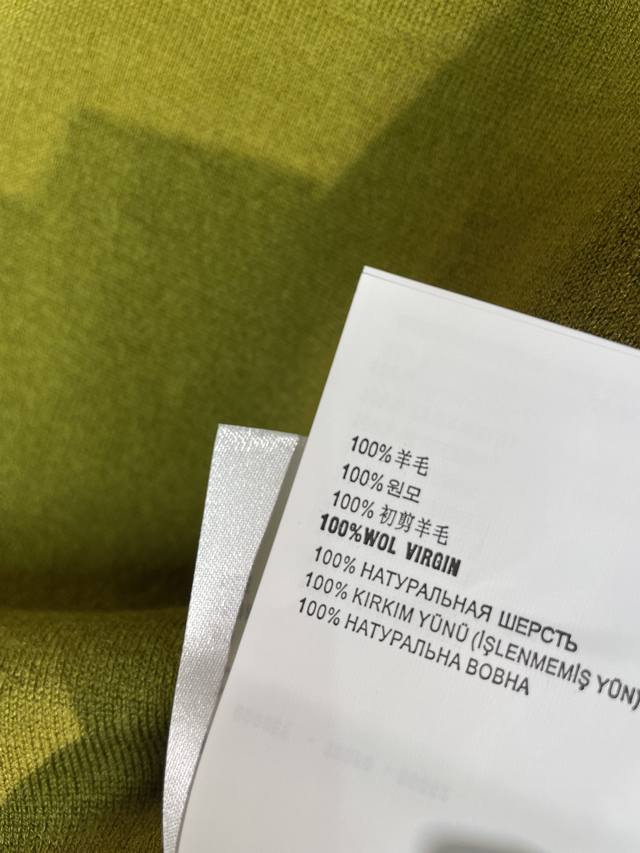 100%羊毛
100%원모
100% 初剪羊毛
100%WOL VIRGIN
100% НАТУРАЛЬНАЯ ШЕРСТЬ
100% KIRKIM YÜNÜ (İŞLENMEMİŞ YÜN)
100% НАТУРАЛЬНА ВОВНА